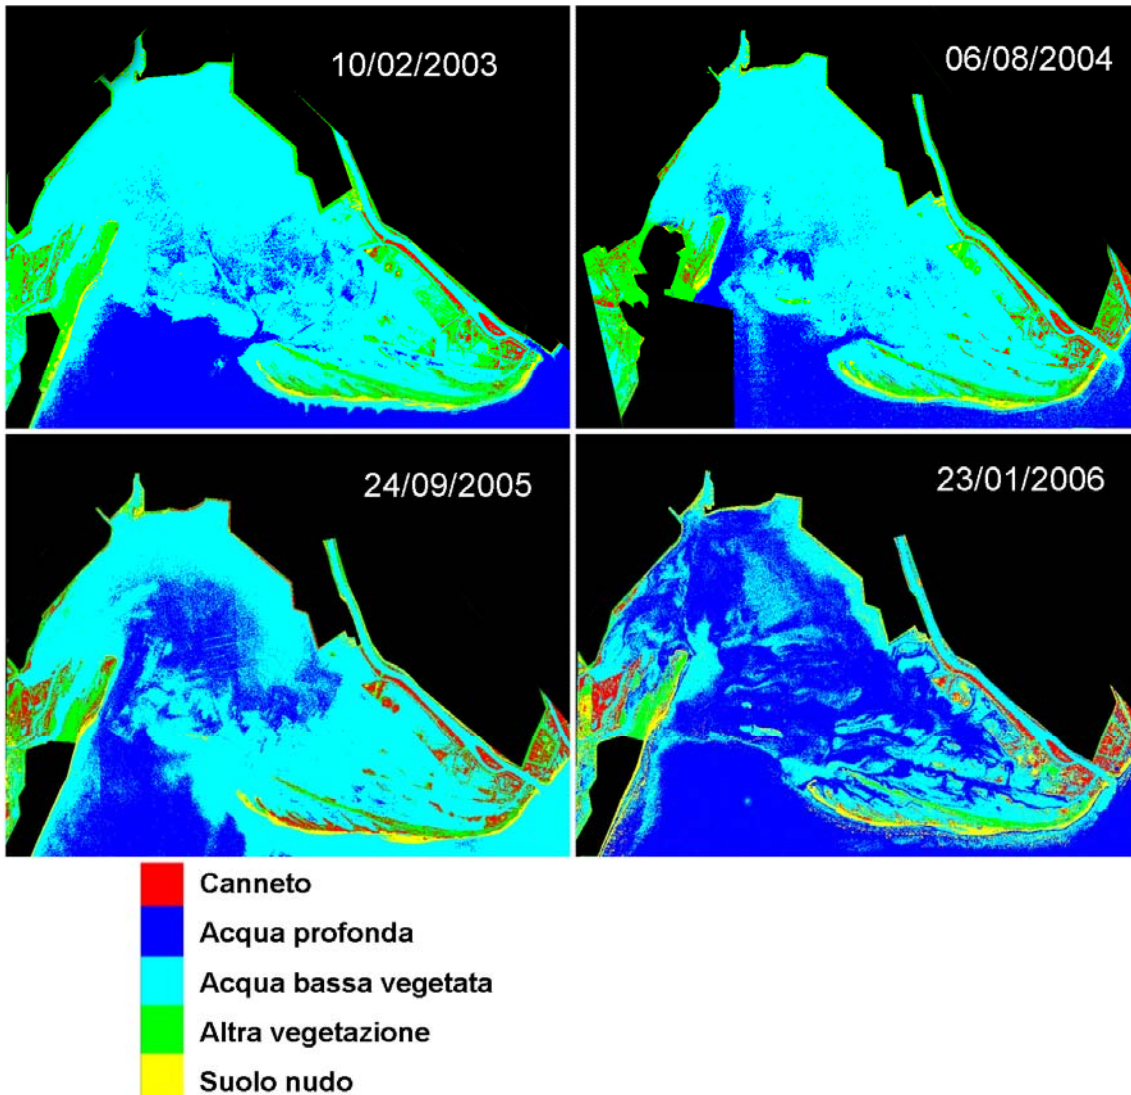 10/02/2003
06/08/2004
24/09/2005
23/01/2006
Canneto
Acqua profonda
Acqua bassa vegetata
Altra vegetazione
Suolo nudo